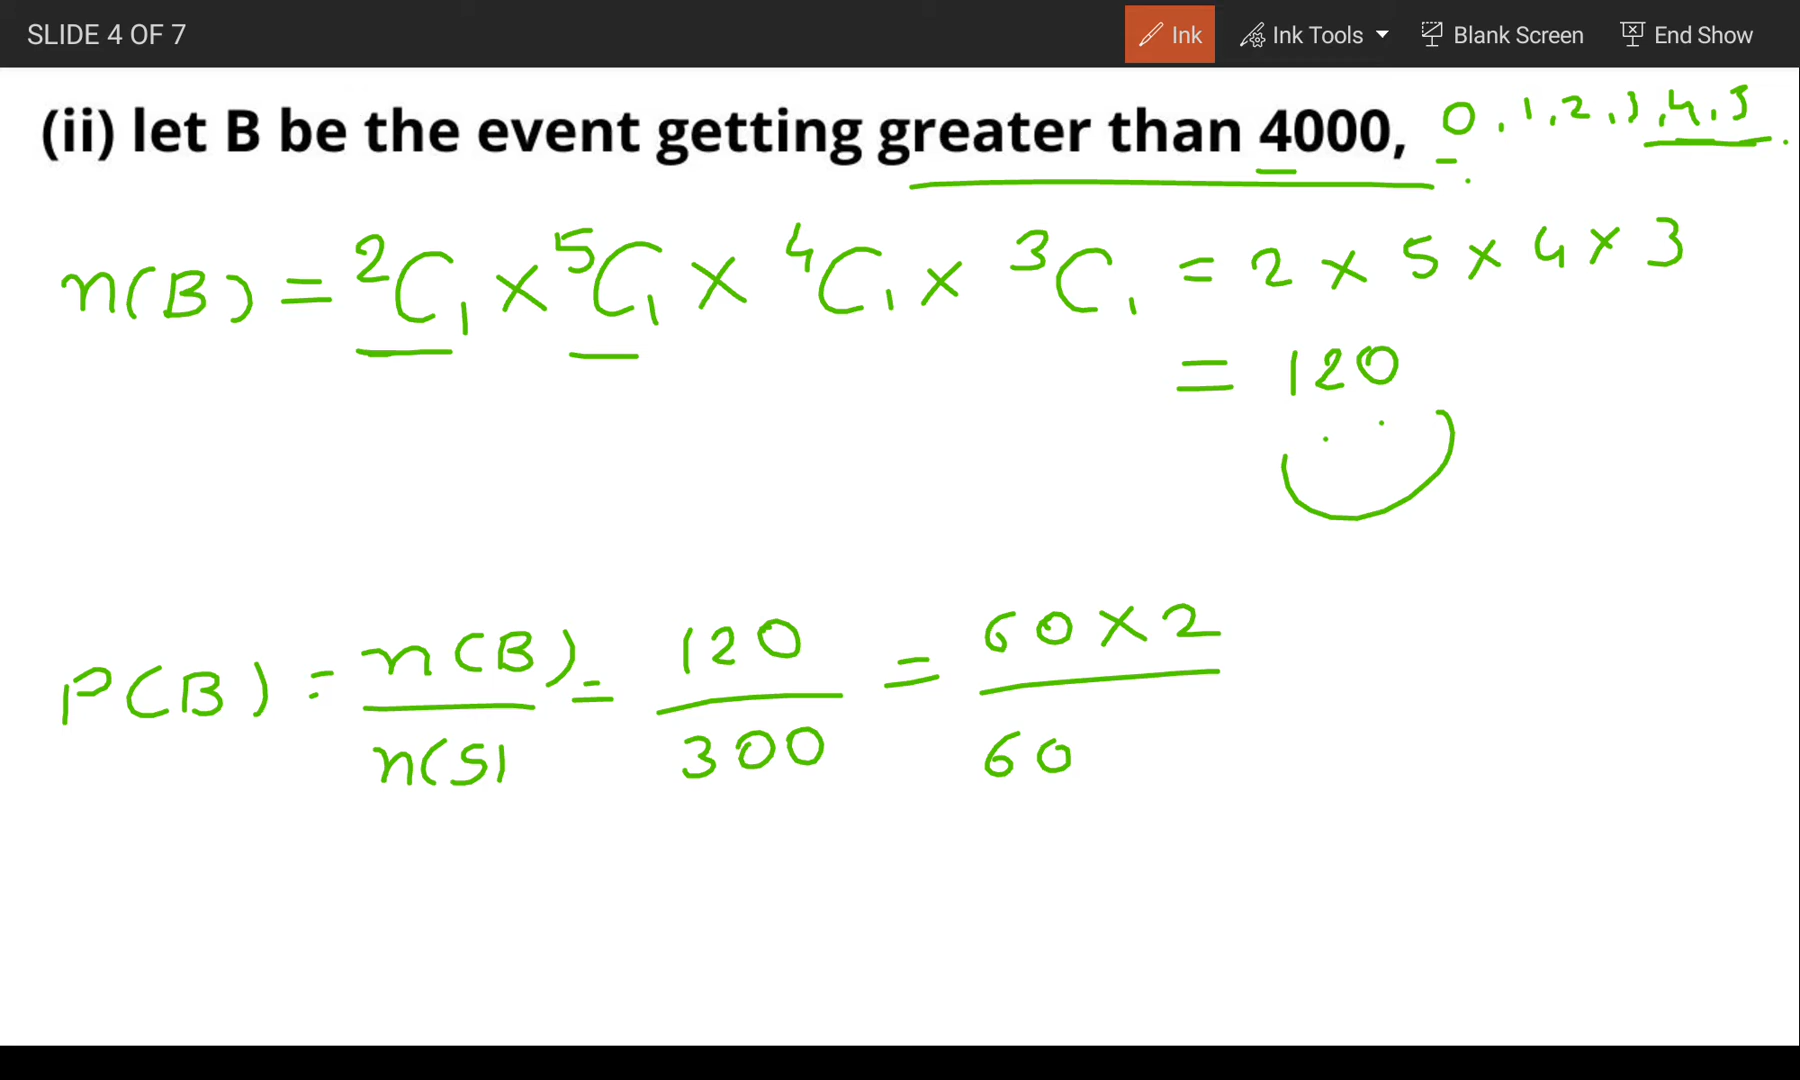 SLIDE 4 OF 7 Ink Ink Tools Blank Screen End Show
(ii) let B be the event getting greater than 4000, 0, 1, 2, 3, 4, 5
n(B) = ²C₁ × ⁵C₁ × ⁴C₁ × ³C₁ = 2 × 5 × 4 × 3
= 120
P(B) = n(B)/n(S) = 120/300 = 60×2/60